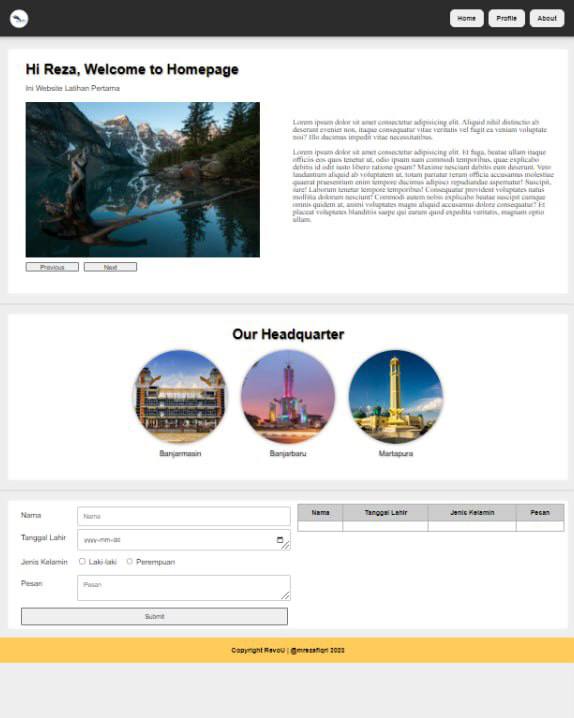 Home Profile About
Hi Reza, Welcome to Homepage
Ini Website Latihan Pertama
Lorem ipsum dolor sit amet consectetur adipisicing elit. Aliquid nihil distinctio ab
deserunt eveniet non, itaque consequatur vitae veritatis vel fugit ea veniam voluptate
nisi? Illo ducimus impedit vitae necessitatibus.
Lorem ipsum dolor sit amet consectetur adipisicing elit. Et fuga, beatae ullam itaque
officiis eos quos tenetur ut, odio ipsum nam commodi temporibus, quae explicabo
debitis id odit iusto libero ratione ipsam? Maxime nesciunt debitis eum deserunt. Vero
laudantium aliquid ab voluptatem ut, totam pariatur rerum officia accusamus molestiae
quaerat praesentium enim tempore ducimus adipisci repudiandae aspernatur? Suscipit,
iure! Laborum tenetur tempore temporibus! Consequatur provident voluptates natus
mollitia dolorum nesciunt! Commodi autem nobis explicabo beatae suscipit cumque
omnis quidem at, animi voluptates magni aliquid accusamus dolore consequatur? Et
placeat voluptates blanditiis saepe qui earum quod expedita veritatis, magnam optio
ullam.
Previous Next
Our Headquarter
Banjarmasin Banjarbaru Martapura
Nama Nama
Tanggal Lahir yyyy-mm-dd
Jenis Kelamin Laki-laki Perempuan
Pesan Pesan
Submit
Nama Tanggal Lahir Jenis Kelamin Pesan
Copyright RevoU | @mrezafiqri 2023